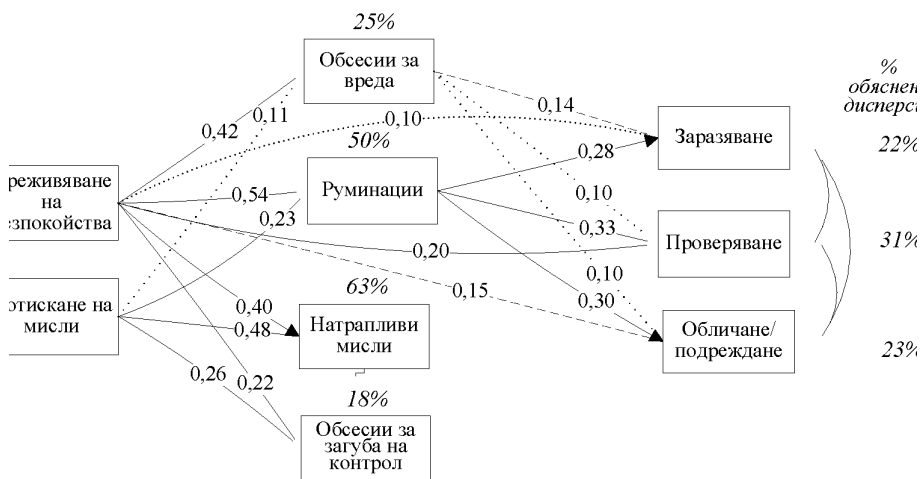 25%
Обсесии за
вреда
%
обяснен
дисперс
0,14
0,11
0,10
0,42
Заразяване
22%
50%
0,28
реживяване
на
езпокойства
0,54
Руминации
0,23
0,10
0,33
Проверяване
31%
0,20
0,10
63%
0,15
0,30
отискане на
мисли
0,40
0,48
Натрапливи
мисли
Обличане/
подреждане
23%
0,26
0,22
18%
Обсесии за
загуба на
контрол